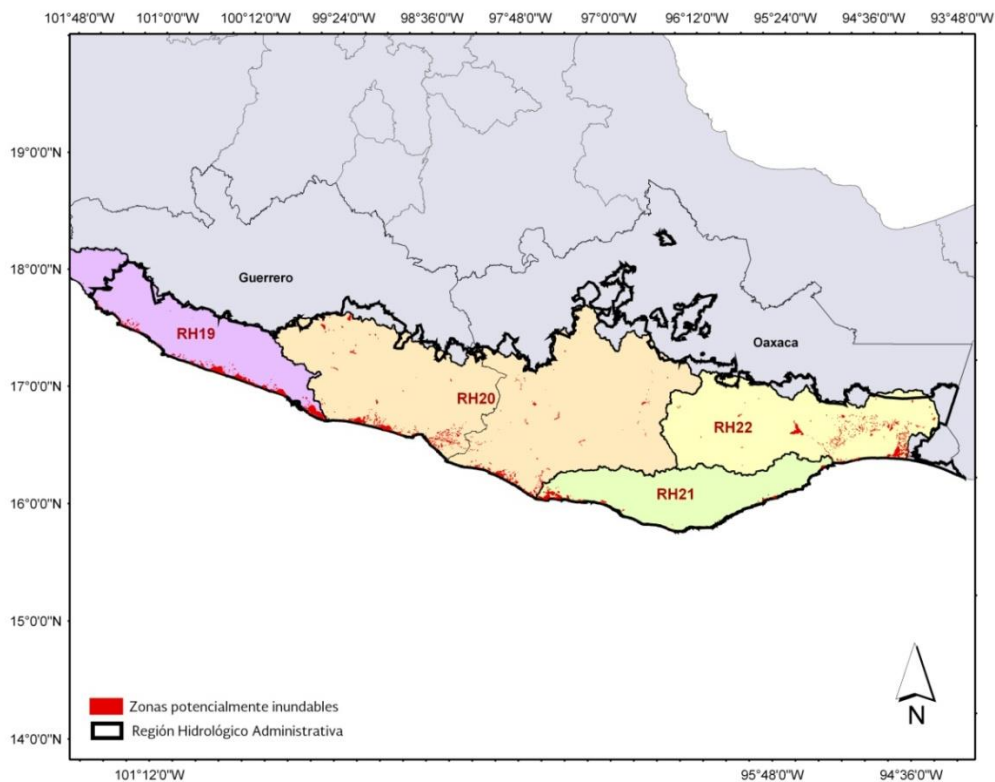 101°48'0"W 101°0'0"W 100°12'0"W 99°24'0"W 98°36'0"W 97°48'0"W 97°0'0"W 96°12'0"W 95°24'0"W 94°36'0"W 93°48'0"W
19°0'0"N
18°0'0"N
Guerrero
RH19
Oaxaca
17°0'0"N
RH20
RH22
RH21
16°0'0"N
15°0'0"N
Zonas potencialmente inundables
Región Hidrológico Administrativa
N
14°0'0"N
101°12'0"W 95°48'0"W 94°36'0"W